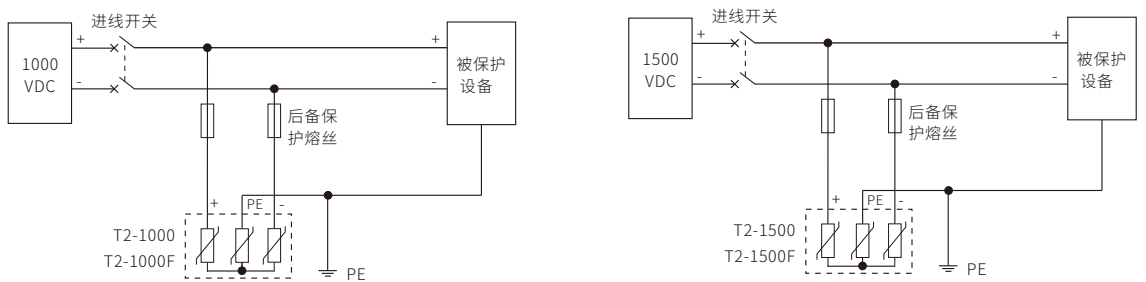 进线开关
+
+
1000
VDC
-
-
被保护
设备
后备保
护熔丝
+
PE
-
T2-1000
T2-1000F
PE
进线开关
+
+
1500
VDC
-
-
被保护
设备
后备保
护熔丝
+
PE
-
T2-1500
T2-1500F
PE